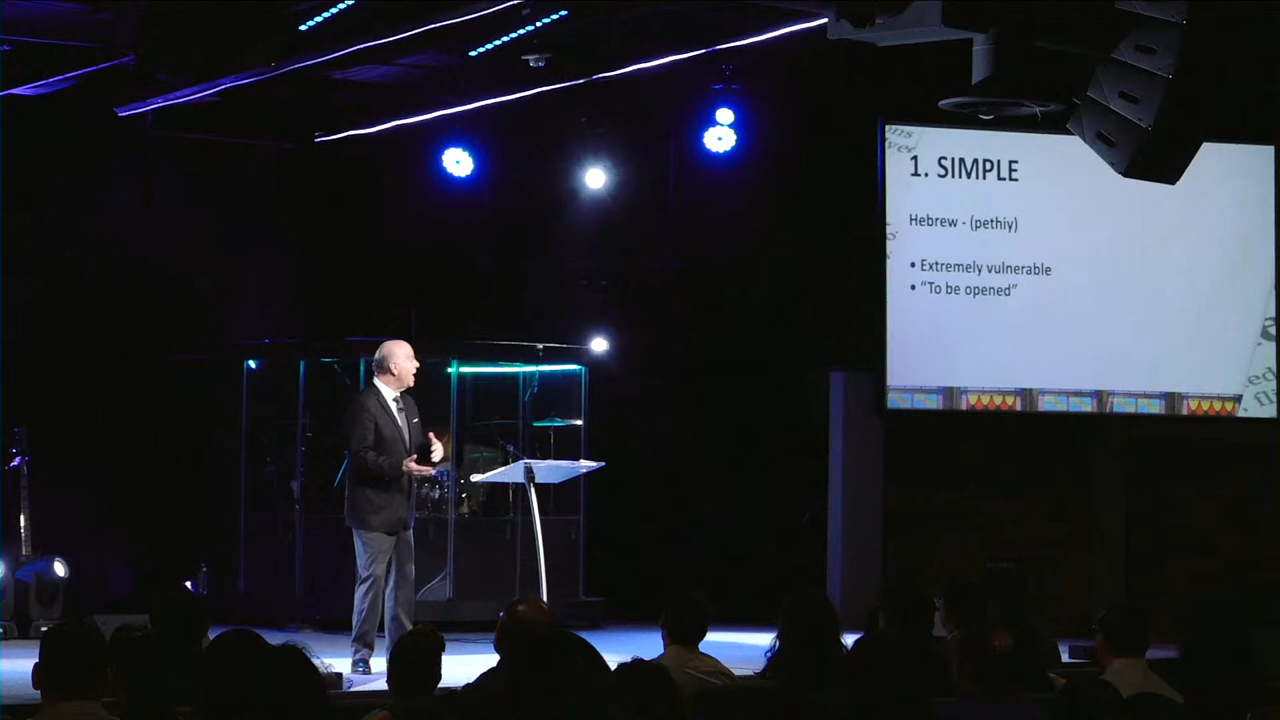 1. SIMPLE
Hebrew - (pethiy)
• Extremely vulnerable
• “To be opened”